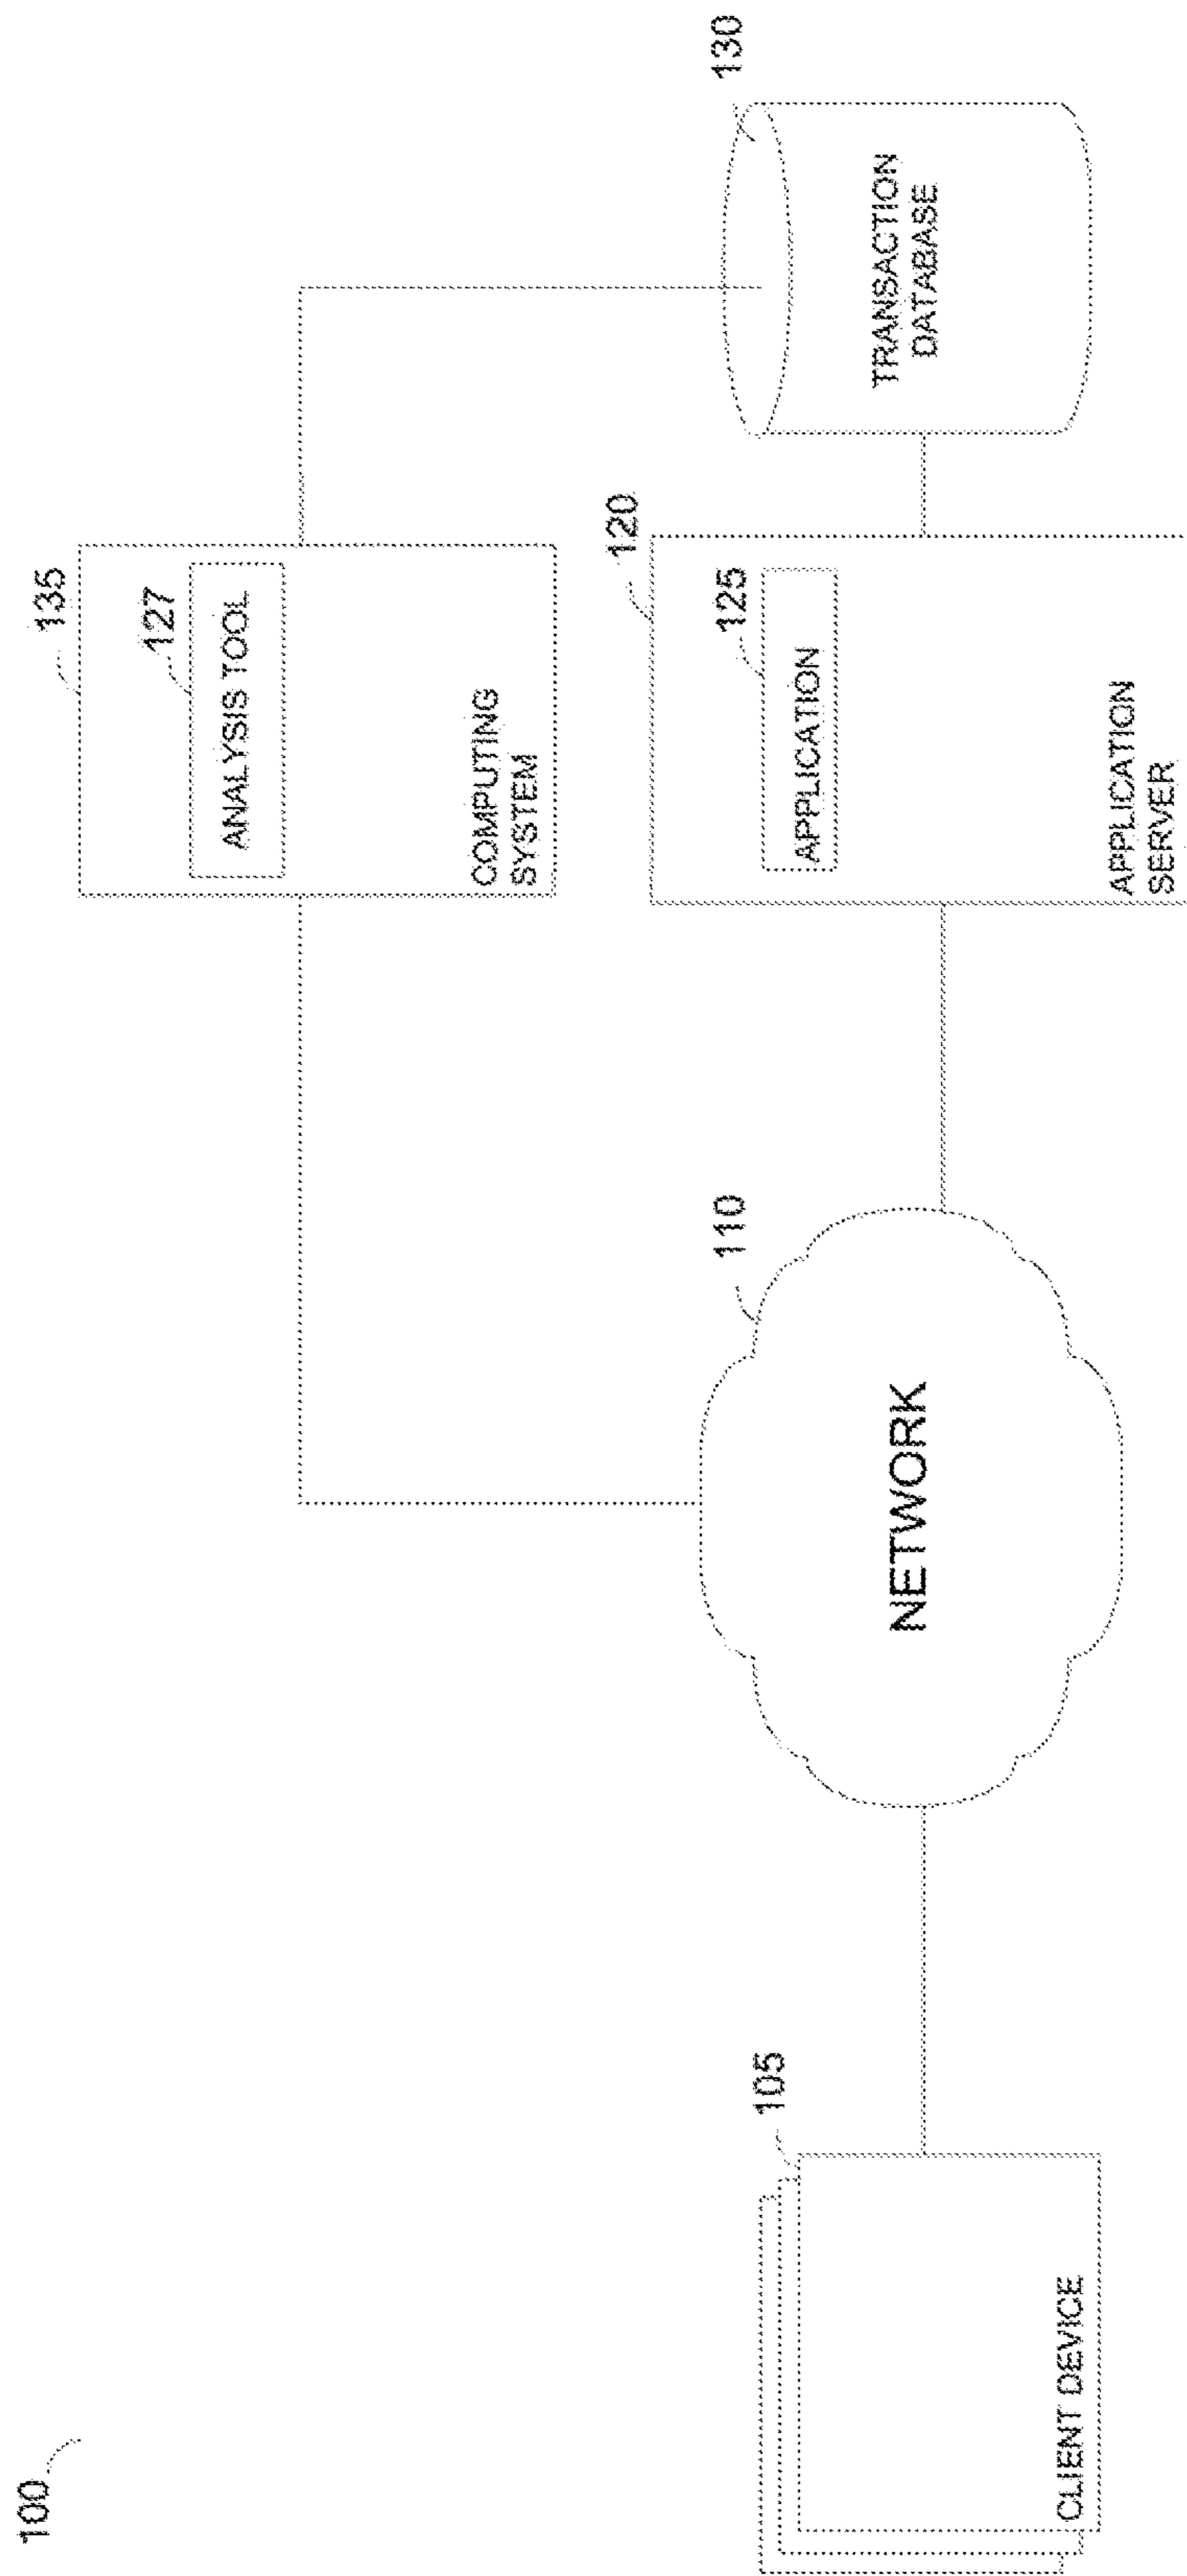 100
135
127
ANALYSIS TOOL
COMPUTING
SYSTEM
110
NETWORK
120
125
APPLICATION
APPLICATION
SERVER
130
TRANSACTION
DATABASE
105
CLIENT DEVICE